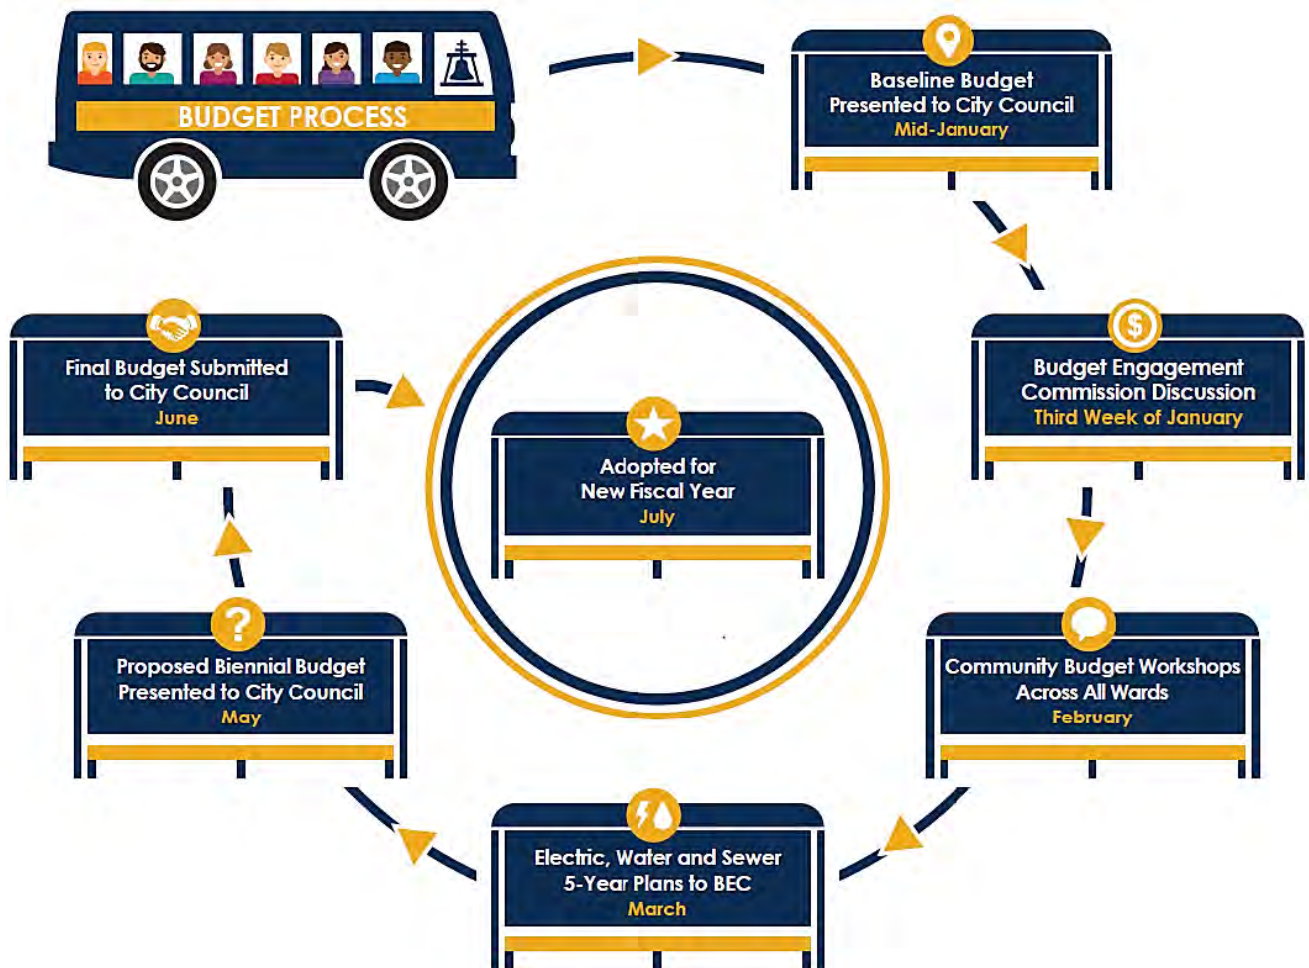 BUDGET PROCESS
Baseline Budget
Presented to City Council
Mid-January
Budget Engagement
Commission Discussion
Third Week of January
Community Budget Workshops
Across All Wards
February
Electric, Water and Sewer
5-Year Plans to BEC
March
Proposed Biennial Budget
Presented to City Council
May
Final Budget Submitted
to City Council
June
Adopted for
New Fiscal Year
July